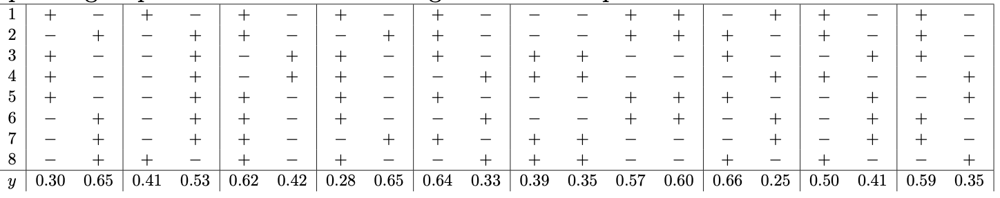 1 + − + − + − + − + − − − + + − + + − + −
2 − + − + + − − + + − − − + + + − + − + −
3 + − − + − + + − + − + + − − + − − + + −
4 + − − + − + + − − + + + − − − + + − − +
5 + − − + + − + − + − − − + + + − − + − +
6 − + − + + − + − − + − − + + − + − + + −
7 − + − + + − − + + − + + − − − + − + + −
8 − + + − + − + − − + + + − − + − + − − +
y 0.30 0.65 0.41 0.53 0.62 0.42 0.28 0.65 0.64 0.33 0.39 0.35 0.57 0.60 0.66 0.25 0.50 0.41 0.59 0.35